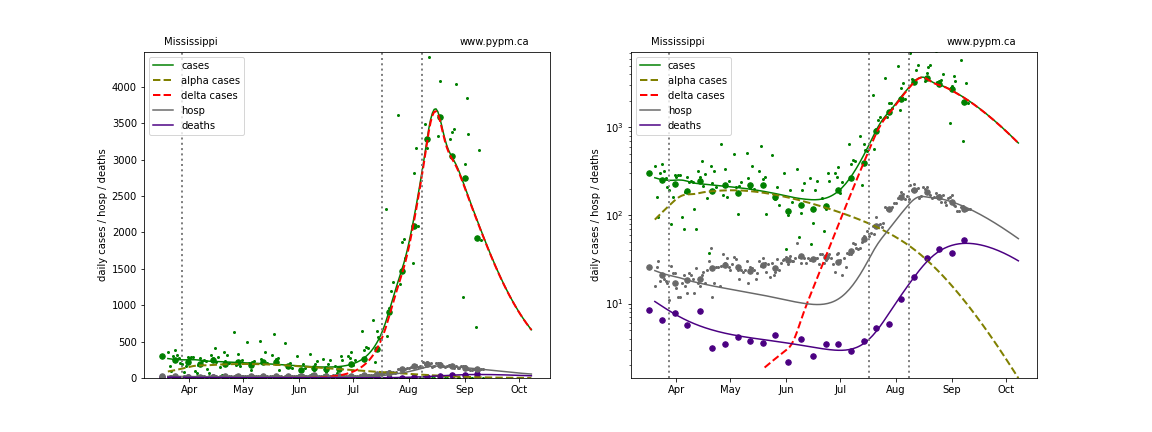 Mississippi www.pypm.ca
cases
alpha cases
delta cases
hosp
deaths
daily cases / hosp / deaths
4000
3500
3000
2500
2000
1500
1000
500
0
Apr May Jun Jul Aug Sep Oct
Mississippi www.pypm.ca
cases
alpha cases
delta cases
hosp
deaths
daily cases / hosp / deaths
10³
10²
10¹
Apr May Jun Jul Aug Sep Oct